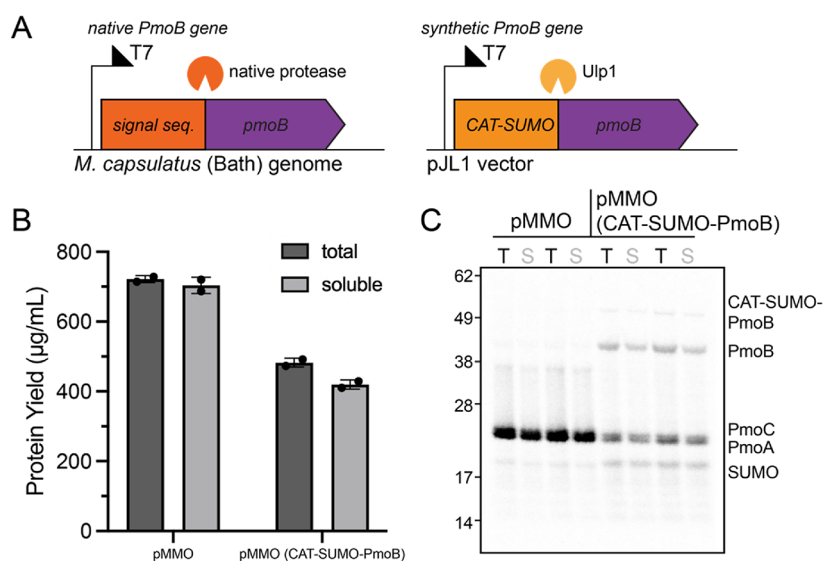 A
native PmoB gene
T7
native protease
signal seq.
pmoB
M. capsulatus (Bath) genome
synthetic PmoB gene
T7
Ulp1
CAT-SUMO
pmoB
pJL1 vector
B
Protein Yield (µg/mL)
800
600
400
200
0
total
soluble
pMMO
pMMO (CAT-SUMO-PmoB)
C
pMMO
pMMO
(CAT-SUMO-PmoB)
T S T S T S T S
62
49
38
28
17
14
CAT-SUMO-
PmoB
PmoB
PmoC
PmoA
SUMO